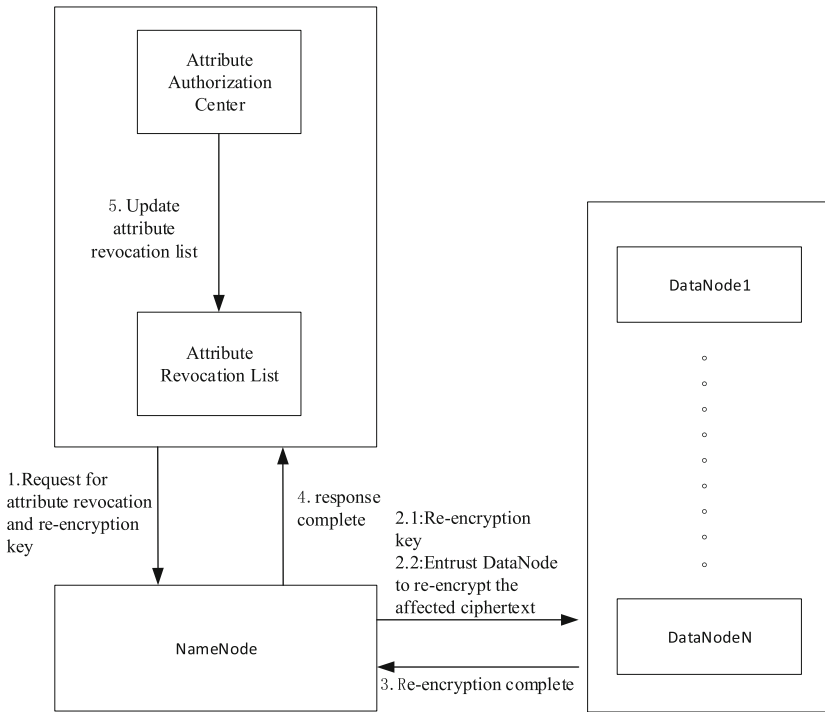 Attribute
Authorization
Center
5. Update
attribute
revocation list
Attribute
Revocation List
DataNode1
1.Request for
attribute revocation
and re-encryption
key
4. response
complete
2.1:Re-encryption
key
2.2:Entrust DataNode
to re-encrypt the
affected ciphertext
NameNode
DataNodeN
3. Re-encryption complete